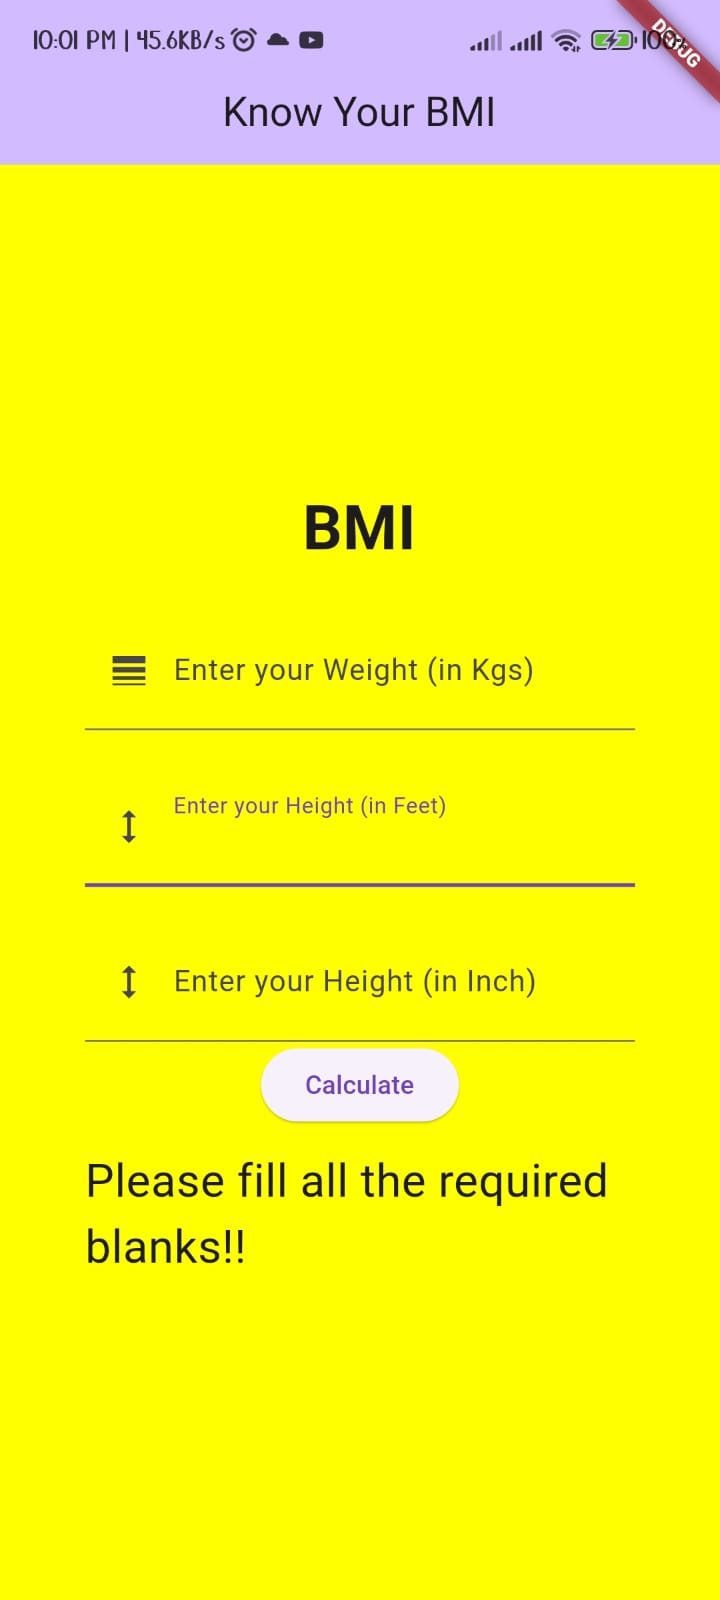 10:01 PM | 45.6KB/s 100%
DEBUG
Know Your BMI
BMI
Enter your Weight (in Kgs)
Enter your Height (in Feet)
Enter your Height (in Inch)
Calculate
Please fill all the required
blanks!!